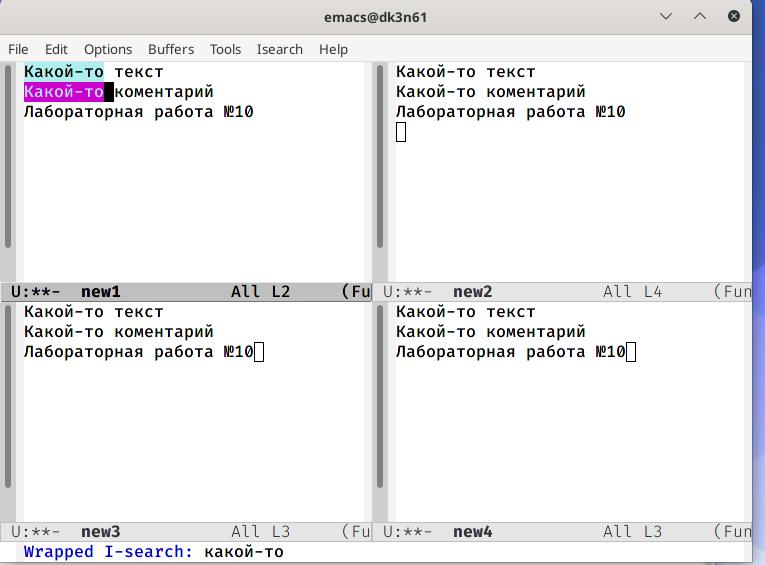 emacs@dk3n61
File Edit Options Buffers Tools Isearch Help
Какой-то текст
Какой-то коментарий
Лабораторная работа №10
U:**- new1 All L2 (Fu
Какой-то текст
Какой-то коментарий
Лабораторная работа №10
U:**- new2 All L4 (Fun
Какой-то текст
Какой-то коментарий
Лабораторная работа №10
U:**- new3 All L3 (Fu
Какой-то текст
Какой-то коментарий
Лабораторная работа №10
U:**- new4 All L3 (Fun
Wrapped I-search: какой-то